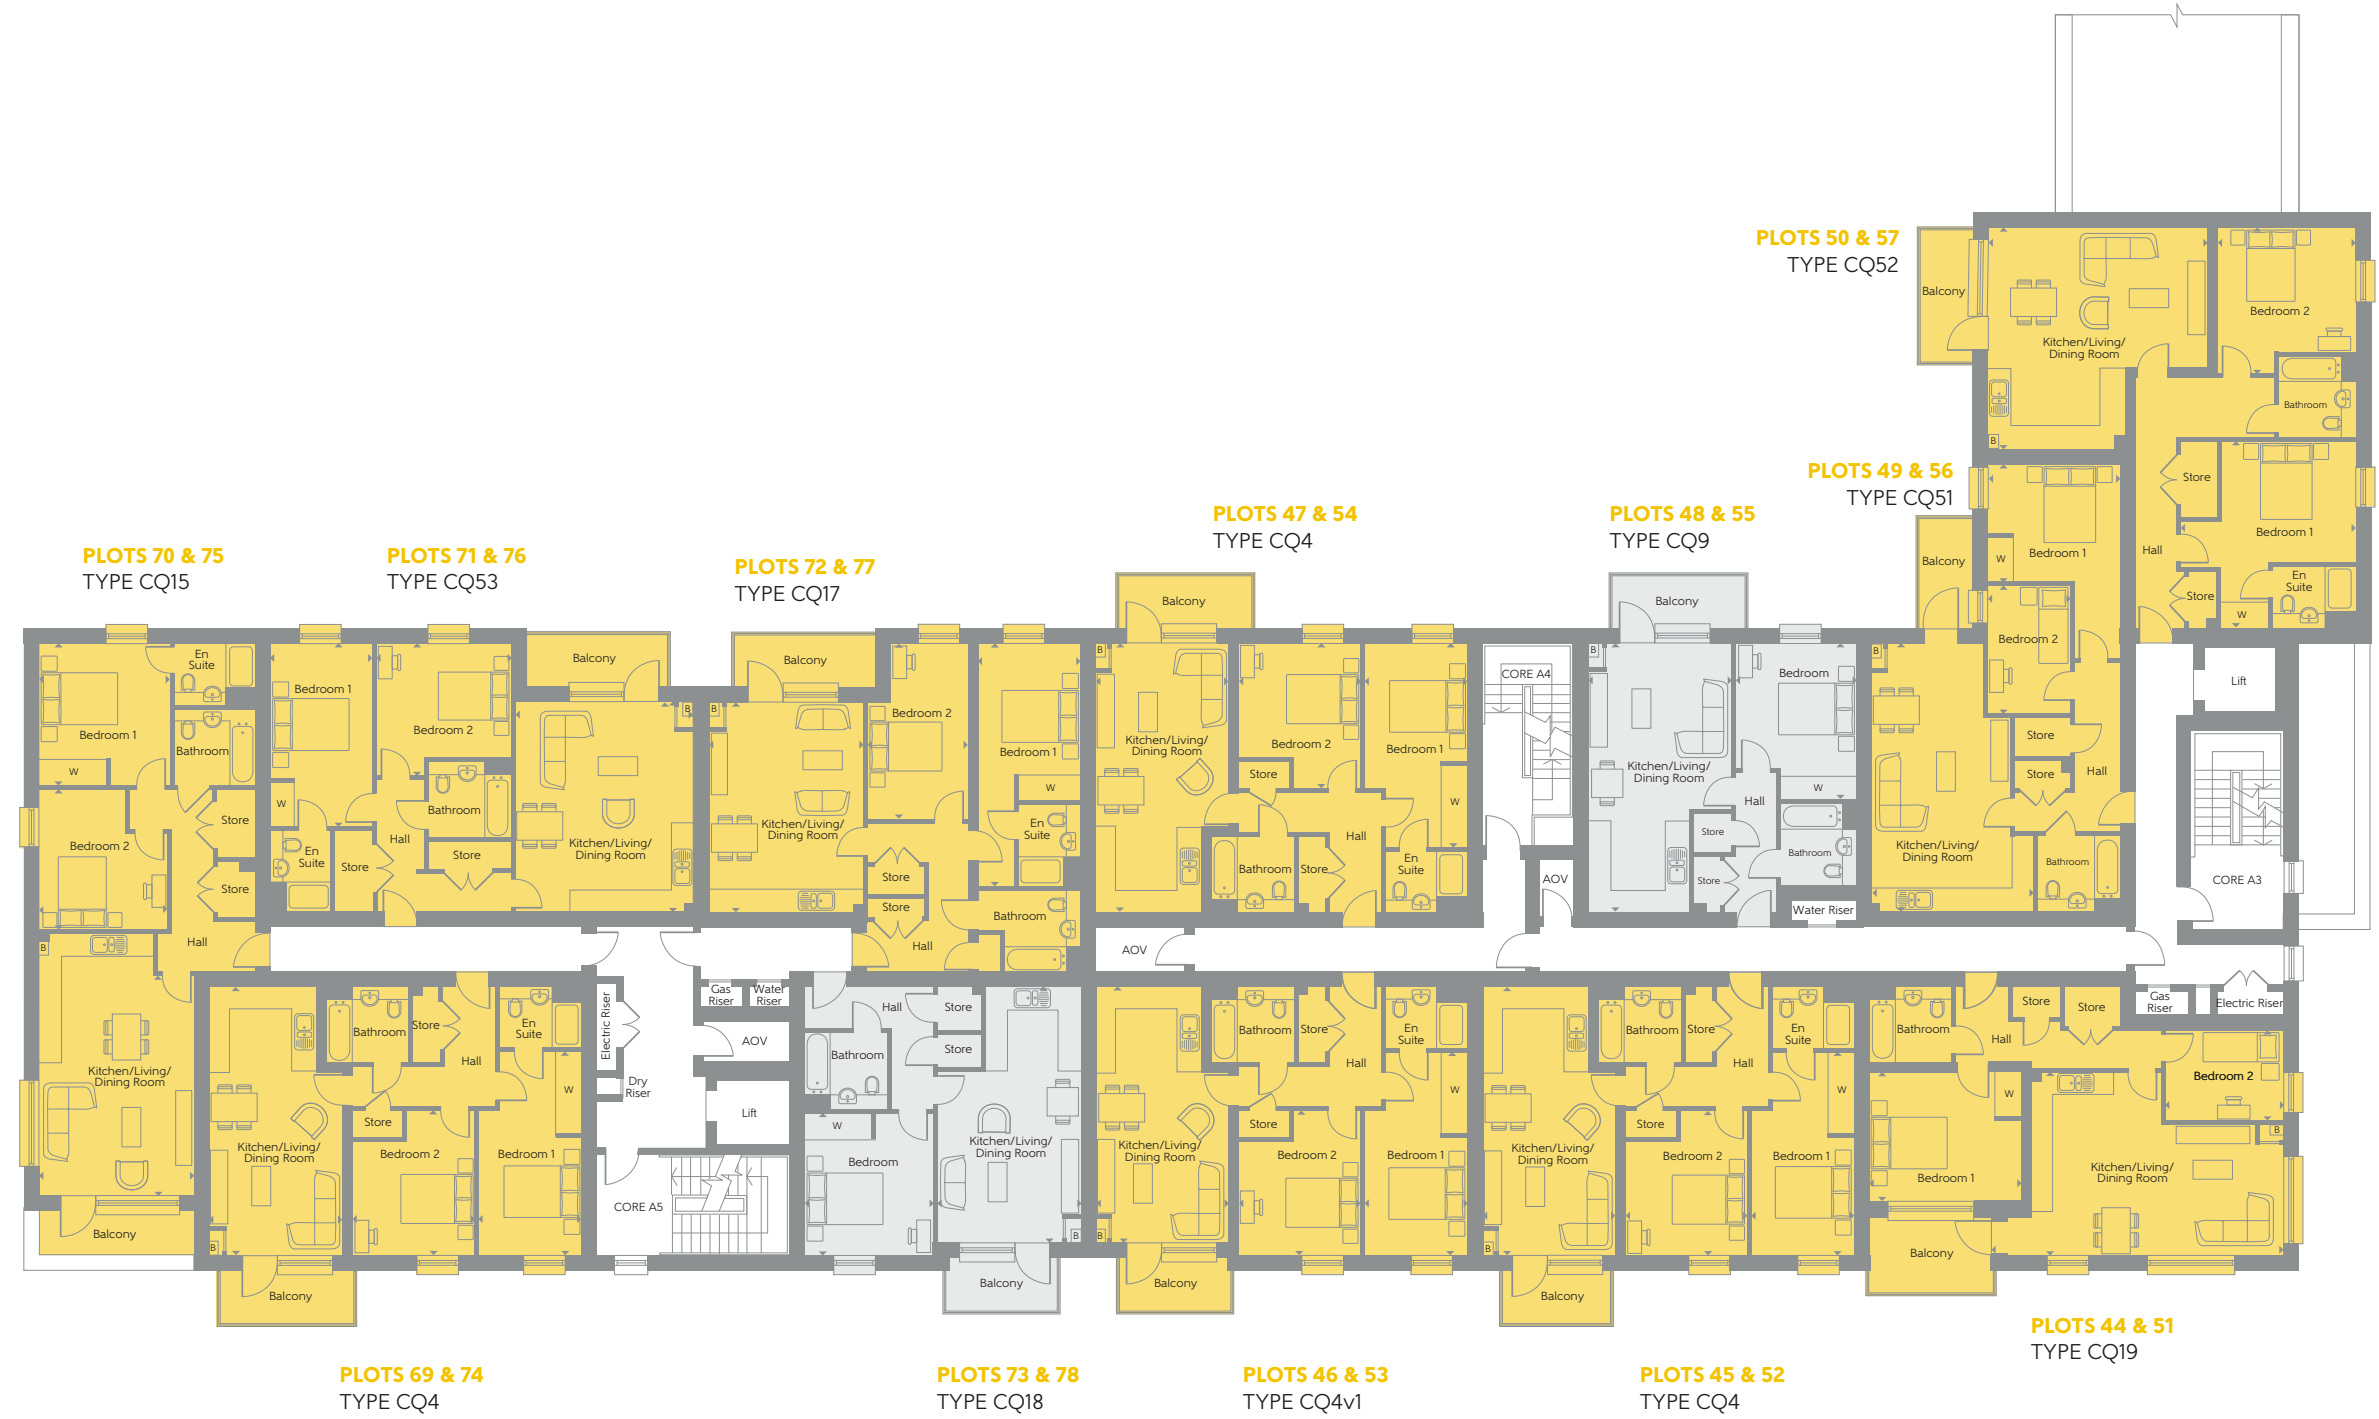 PLOTS 50 & 57
TYPE CQ52
Balcony
Kitchen/Living/
Dining Room
B
Bedroom 2
Bathroom
Store
Bedroom 1
Hall
Store
W
En
Suite
PLOTS 49 & 56
TYPE CQ51
Balcony
Bedroom 1
W
Bedroom 2
B
Store
Store
Hall
Kitchen/Living/
Dining Room
Bathroom
PLOTS 48 & 55
TYPE CQ9
Balcony
B
Bedroom
Kitchen/Living/
Dining Room
W
Hall
Store
Store
Bathroom
Water Riser
PLOTS 47 & 54
TYPE CQ4
Balcony
B
Kitchen/Living/
Dining Room
Bedroom 2
Bedroom 1
Store
W
Hall
Bathroom
Store
En
Suite
CORE A4
AOV
AOV
PLOTS 72 & 77
TYPE CQ17
Balcony
B
Bedroom 2
Bedroom 1
W
Kitchen/Living/
Dining Room
En
Suite
Store
Store
Bathroom
Hall
PLOTS 71 & 76
TYPE CQ53
Balcony
Bedroom 1
B
Bedroom 2
W
Bathroom
Hall
Kitchen/Living/
Dining Room
En
Suite
Store
Store
PLOTS 70 & 75
TYPE CQ15
En
Suite
Bedroom 1
Bathroom
W
Store
Bedroom 2
Store
Hall
B
Kitchen/Living/
Dining Room
Balcony
Bathroom
Store
En
Suite
Hall
W
Store
Kitchen/Living/
Dining Room
Bedroom 2
Bedroom 1
B
Balcony
PLOTS 69 & 74
TYPE CQ4
Electric Riser
Dry
Riser
Gas
Riser
Water
Riser
AOV
Lift
CORE A5
Hall
Store
Store
Bathroom
W
Bedroom
Kitchen/Living/
Dining Room
B
Balcony
PLOTS 73 & 78
TYPE CQ18
Bathroom
Store
En
Suite
Hall
W
Store
Kitchen/Living/
Dining Room
Bedroom 2
Bedroom 1
B
Balcony
PLOTS 46 & 53
TYPE CQ4v1
Bathroom
Store
En
Suite
Hall
W
Store
Kitchen/Living/
Dining Room
Bedroom 2
Bedroom 1
B
Balcony
PLOTS 45 & 52
TYPE CQ4
Lift
CORE A3
Gas
Riser
Electric Riser
Bathroom
Hall
Store
Store
Bedroom 2
W
B
Bedroom 1
Kitchen/Living/
Dining Room
Balcony
PLOTS 44 & 51
TYPE CQ19